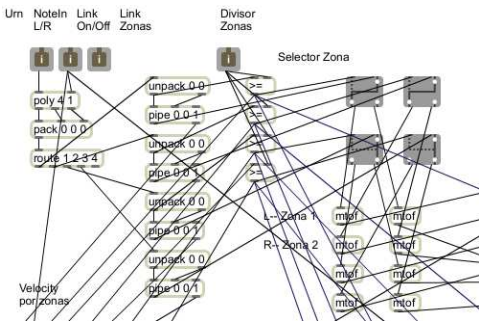 Urn NoteIn Link Link Divisor
L/R On/Off Zonas Zonas
Selector Zona
unpack 0 0 >=
poly 4 1
pipe 0 0 1 >=
pack 0 0 0
unpack 0 0 >=
route 1 2 3 4
pipe 0 0 1 >=
unpack 0 0
L-- Zona 1 mtof mtof
pipe 0 0 1
R-- Zona 2 mtof mtof
unpack 0 0
mtof mtof
Velocity
por zonas
pipe 0 0 1
mtof mtof